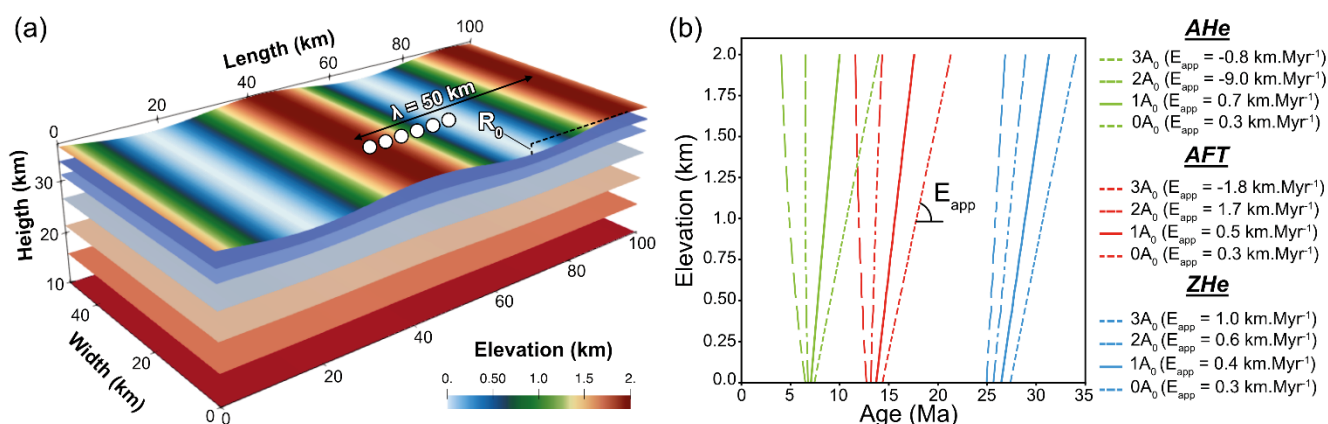 (a)
Length (km)
0
20
40
60
80
100
λ = 50 km
R0
Heigth (km)
30
20
10
Width (km)
40
20
0
0
20
40
60
80
100
Elevation (km)
0.
0.50
1.0
1.5
2.
(b)
Elevation (km)
2.0
1.75
1.50
1.25
1.0
0.75
0.50
0.25
0.0
Eapp
0
5
10
15
20
25
30
35
Age (Ma)
AHe
3A0 (Eapp = -0.8 km.Myr-1)
2A0 (Eapp = -9.0 km.Myr-1)
1A0 (Eapp = 0.7 km.Myr-1)
0A0 (Eapp = 0.3 km.Myr-1)
AFT
3A0 (Eapp = -1.8 km.Myr-1)
2A0 (Eapp = 1.7 km.Myr-1)
1A0 (Eapp = 0.5 km.Myr-1)
0A0 (Eapp = 0.3 km.Myr-1)
ZHe
3A0 (Eapp = 1.0 km.Myr-1)
2A0 (Eapp = 0.6 km.Myr-1)
1A0 (Eapp = 0.4 km.Myr-1)
0A0 (Eapp = 0.3 km.Myr-1)